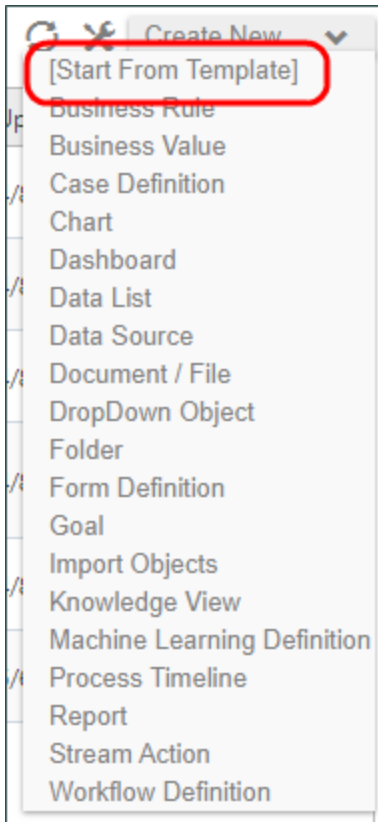 Create New
[Start From Template]
Business Rule
Business Value
Case Definition
Chart
Dashboard
Data List
Data Source
Document / File
DropDown Object
Folder
Form Definition
Goal
Import Objects
Knowledge View
Machine Learning Definition
Process Timeline
Report
Stream Action
Workflow Definition